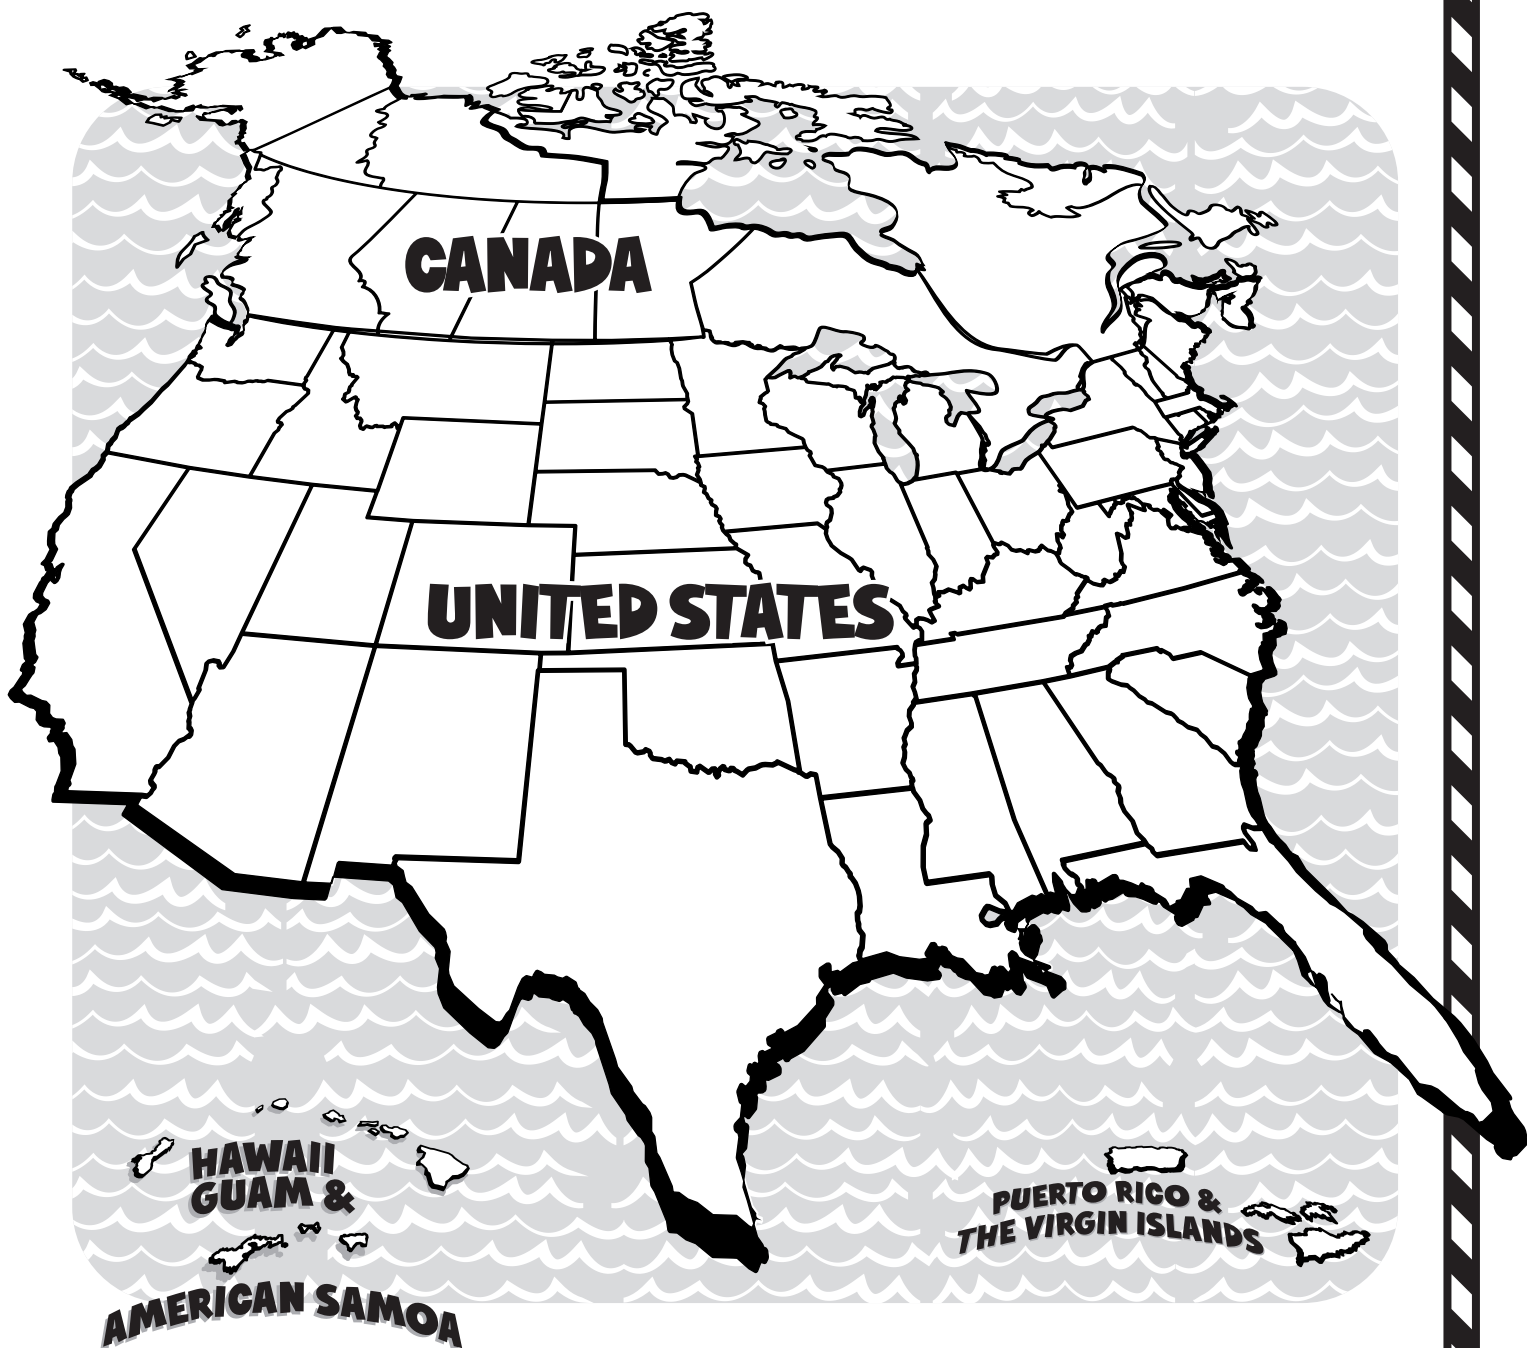 CANADA
UNITED STATES
HAWAII
GUAM &
AMERICAN SAMOA
PUERTO RICO &
THE VIRGIN ISLANDS